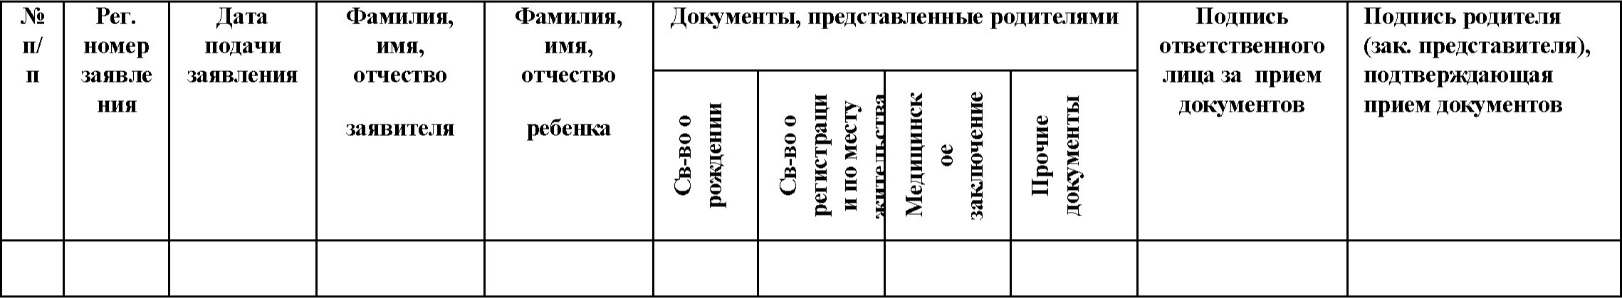 №
п/
п
Рег.
номер
заявле
ния
Дата
подачи
заявления
Фамилия,
имя,
отчество
заявителя
Фамилия,
имя,
отчество
ребенка
Документы, представленные родителями
Св-во о
рождении
Св-во о
регистраци
и по месту
жительства
Медицинск
ое
заключение
Прочие
документы
Подпись
ответственного
лица за прием
документов
Подпись родителя
(зак. представителя),
подтверждающая
прием документов